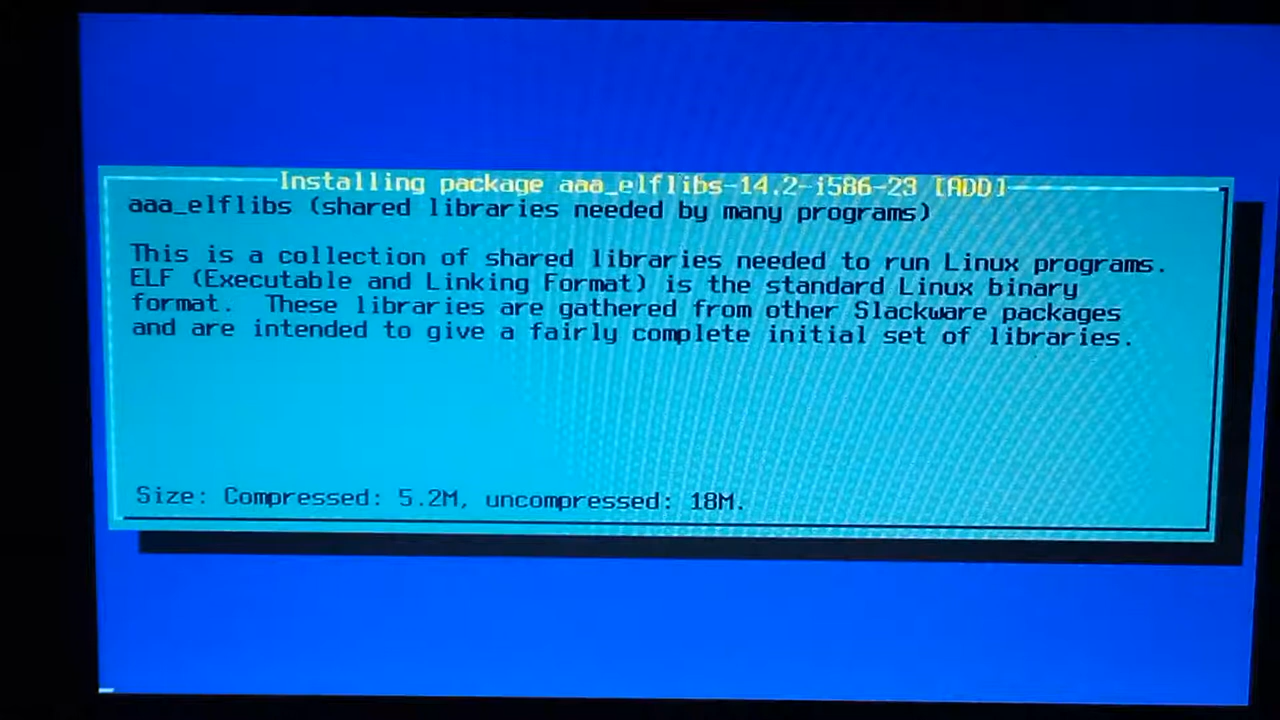 Installing package aaa_elflibs-14.2-i586-23 [ADD]
aaa_elflibs (shared libraries needed by many programs)
This is a collection of shared libraries needed to run Linux programs.
ELF (Executable and Linking Format) is the standard Linux binary
format.  These libraries are gathered from other Slackware packages
and are intended to give a fairly complete initial set of libraries.
Size: Compressed: 5.2M, uncompressed: 18M.